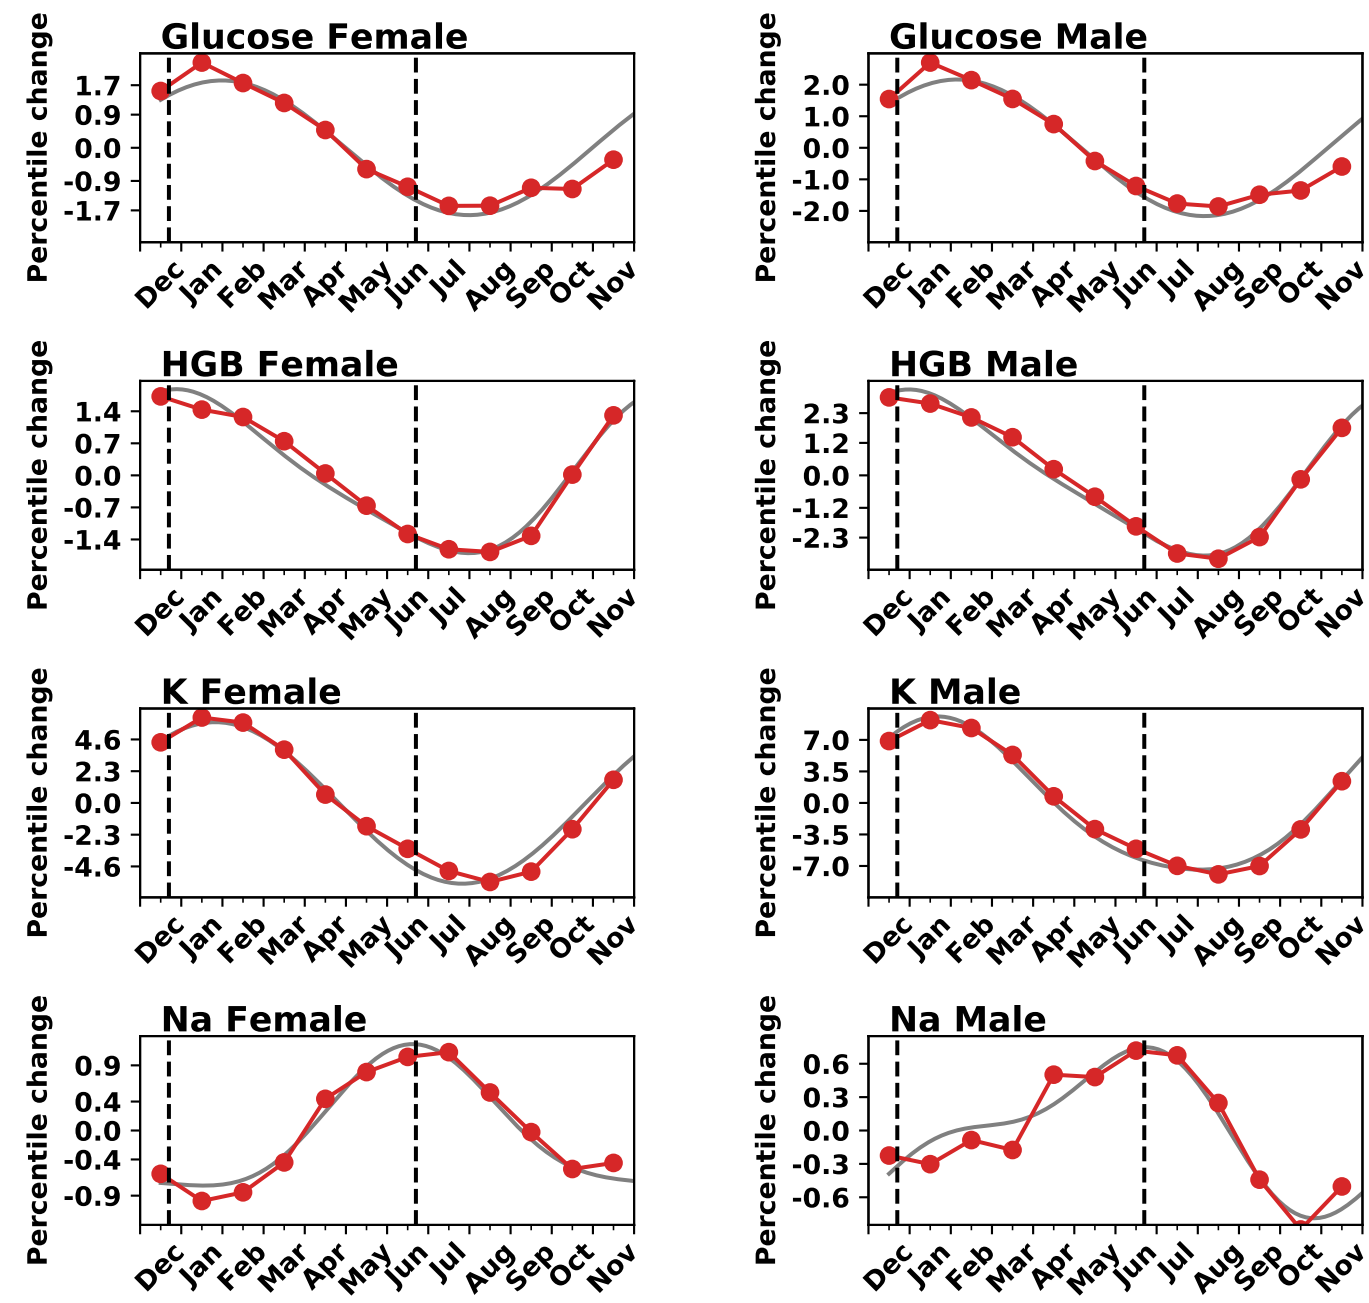 Glucose Female
Percentile change
1.7
0.9
0.0
-0.9
-1.7
Dec Jan Feb Mar Apr May Jun Jul Aug Sep Oct Nov
Glucose Male
Percentile change
2.0
1.0
0.0
-1.0
-2.0
Dec Jan Feb Mar Apr May Jun Jul Aug Sep Oct Nov
HGB Female
Percentile change
1.4
0.7
0.0
-0.7
-1.4
Dec Jan Feb Mar Apr May Jun Jul Aug Sep Oct Nov
HGB Male
Percentile change
2.3
1.2
0.0
-1.2
-2.3
Dec Jan Feb Mar Apr May Jun Jul Aug Sep Oct Nov
K Female
Percentile change
4.6
2.3
0.0
-2.3
-4.6
Dec Jan Feb Mar Apr May Jun Jul Aug Sep Oct Nov
K Male
Percentile change
7.0
3.5
0.0
-3.5
-7.0
Dec Jan Feb Mar Apr May Jun Jul Aug Sep Oct Nov
Na Female
Percentile change
0.9
0.4
0.0
-0.4
-0.9
Dec Jan Feb Mar Apr May Jun Jul Aug Sep Oct Nov
Na Male
Percentile change
0.6
0.3
0.0
-0.3
-0.6
Dec Jan Feb Mar Apr May Jun Jul Aug Sep Oct Nov